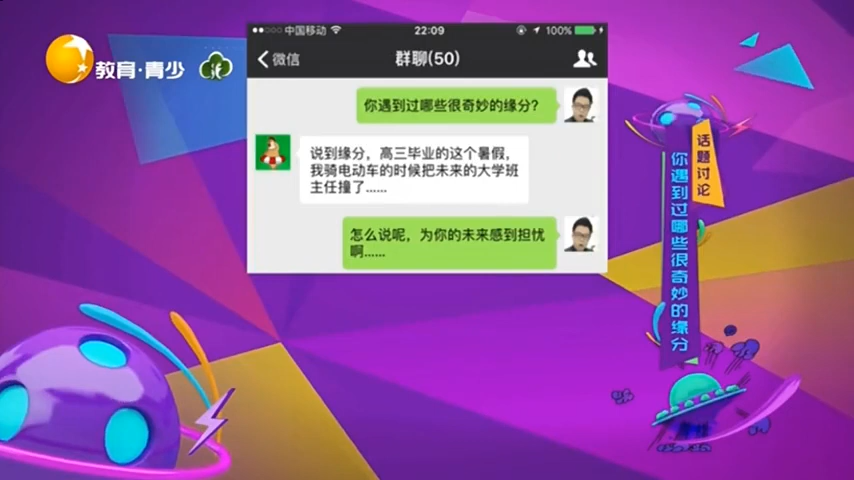 教育·青少
中国移动
22:09
100%
微信
群聊(50)
你遇到过哪些很奇妙的缘分?
说到缘分，高三毕业的这个暑假，
我骑电动车的时候把未来的大学班
主任撞了……
怎么说呢，为你的未来感到担忧
啊……
话题讨论
你遇到过哪些很奇妙的缘分